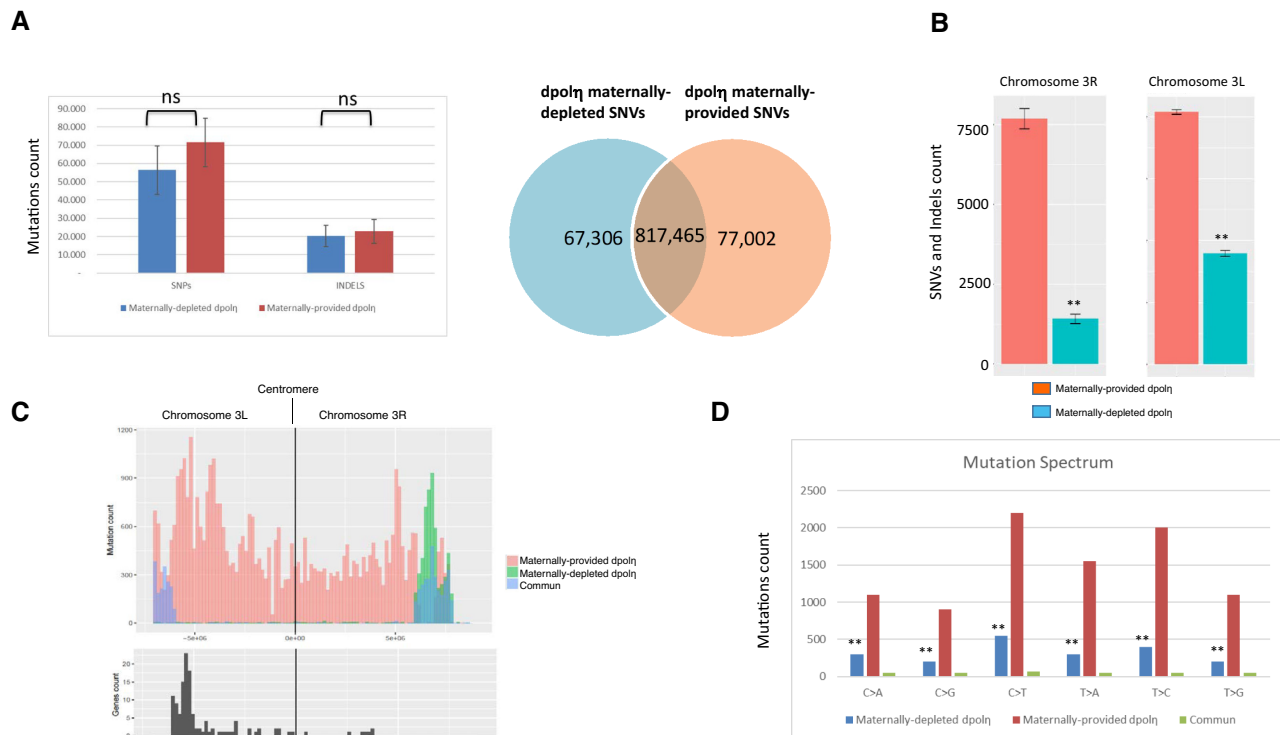 A
B
ns
ns
90.000
80.000
70.000
60.000
50.000
40.000
30.000
20.000
10.000
-
Mutations count
SNPs
INDELS
Maternally-depleted dpolη
Maternally-provided dpolη
dpolη maternally-
depleted SNVs
dpolη maternally-
provided SNVs
67,306
817,465
77,002
Chromosome 3R
Chromosome 3L
SNVs and Indels count
7500
5000
2500
0
**
**
Maternally-provided dpolη
Maternally-depleted dpolη
C
Centromere
Chromosome 3L
Chromosome 3R
Mutation count
1200
900
600
300
0
−5e+06
0e+00
5e+06
Maternally-provided dpolη
Maternally-depleted dpolη
Commun
Genes count
20
15
10
5
D
Mutation Spectrum
Mutations count
2500
2000
1500
1000
500
0
**
**
**
**
**
**
C>A
C>G
C>T
T>A
T>C
T>G
Maternally-depleted dpolη
Maternally-provided dpolη
Commun